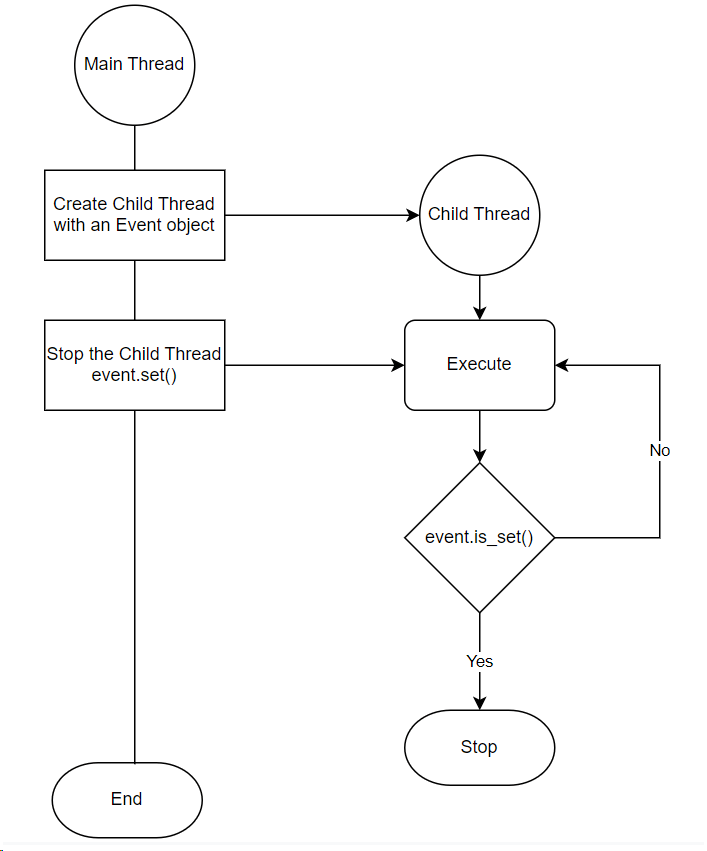 Main Thread
Create Child Thread
with an Event object
Child Thread
Stop the Child Thread
event.set()
Execute
No
event.is_set()
Yes
Stop
End